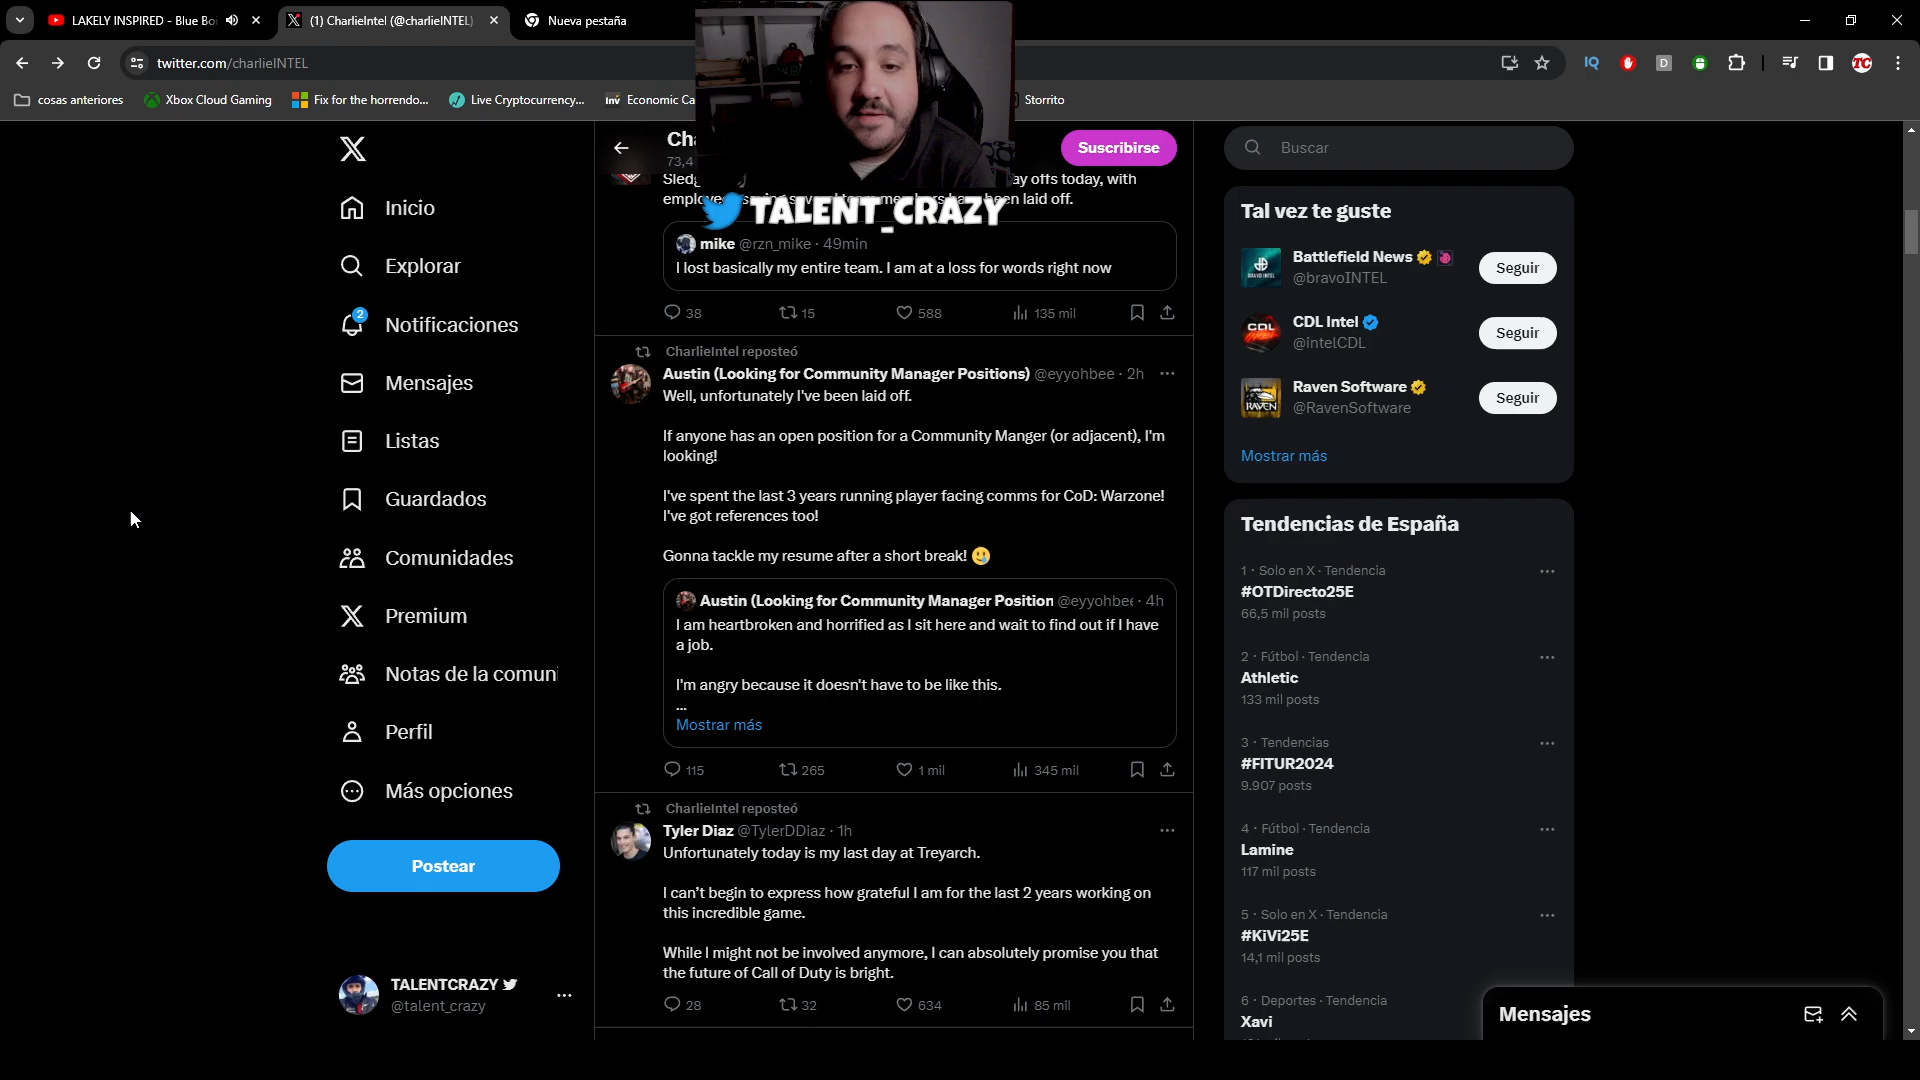 LAKELY INSPIRED - Blue Boi
(1) CharlieIntel (@charlieINTEL)
Nueva pestaña
twitter.com/charlieINTEL
IQ
D
TC
cosas anteriores
Xbox Cloud Gaming
Fix for the horrendo...
Live Cryptocurrency...
Inv
Economic Ca
Storrito
Inicio
Explorar
2
Notificaciones
Mensajes
Listas
Guardados
Comunidades
Premium
Notas de la comuni
Perfil
Más opciones
Postear
TALENTCRAZY
@talent_crazy
Cha
73,4
Suscribirse
Sledg
ay offs today, with
been laid off.
TALENT_CRAZY
mike @rzn_mike · 49min
I lost basically my entire team. I am at a loss for words right now
38
15
588
135 mil
CharlieIntel reposteó
Austin (Looking for Community Manager Positions) @eyyohbee · 2h
Well, unfortunately I've been laid off.
If anyone has an open position for a Community Manger (or adjacent), I'm
looking!
I've spent the last 3 years running player facing comms for CoD: Warzone!
I've got references too!
Gonna tackle my resume after a short break! 🥲
Austin (Looking for Community Manager Position @eyyohbee · 4h
I am heartbroken and horrified as I sit here and wait to find out if I have
a job.
I'm angry because it doesn't have to be like this.
...
Mostrar más
115
265
1 mil
345 mil
CharlieIntel reposteó
Tyler Diaz @TylerDDiaz · 1h
Unfortunately today is my last day at Treyarch.
I can't begin to express how grateful I am for the last 2 years working on
this incredible game.
While I might not be involved anymore, I can absolutely promise you that
the future of Call of Duty is bright.
28
32
634
85 mil
Buscar
Tal vez te guste
BRAVO INTEL
Battlefield News
@bravoINTEL
Seguir
CDL
CDL Intel
@intelCDL
Seguir
RAVEN
Raven Software
@RavenSoftware
Seguir
Mostrar más
Tendencias de España
1 · Solo en X · Tendencia
#OTDirecto25E
66,5 mil posts
2 · Fútbol · Tendencia
Athletic
133 mil posts
3 · Tendencias
#FITUR2024
9.907 posts
4 · Fútbol · Tendencia
Lamine
117 mil posts
5 · Solo en X · Tendencia
#KiVi25E
14,1 mil posts
6 · Deportes · Tendencia
Xavi
Mensajes